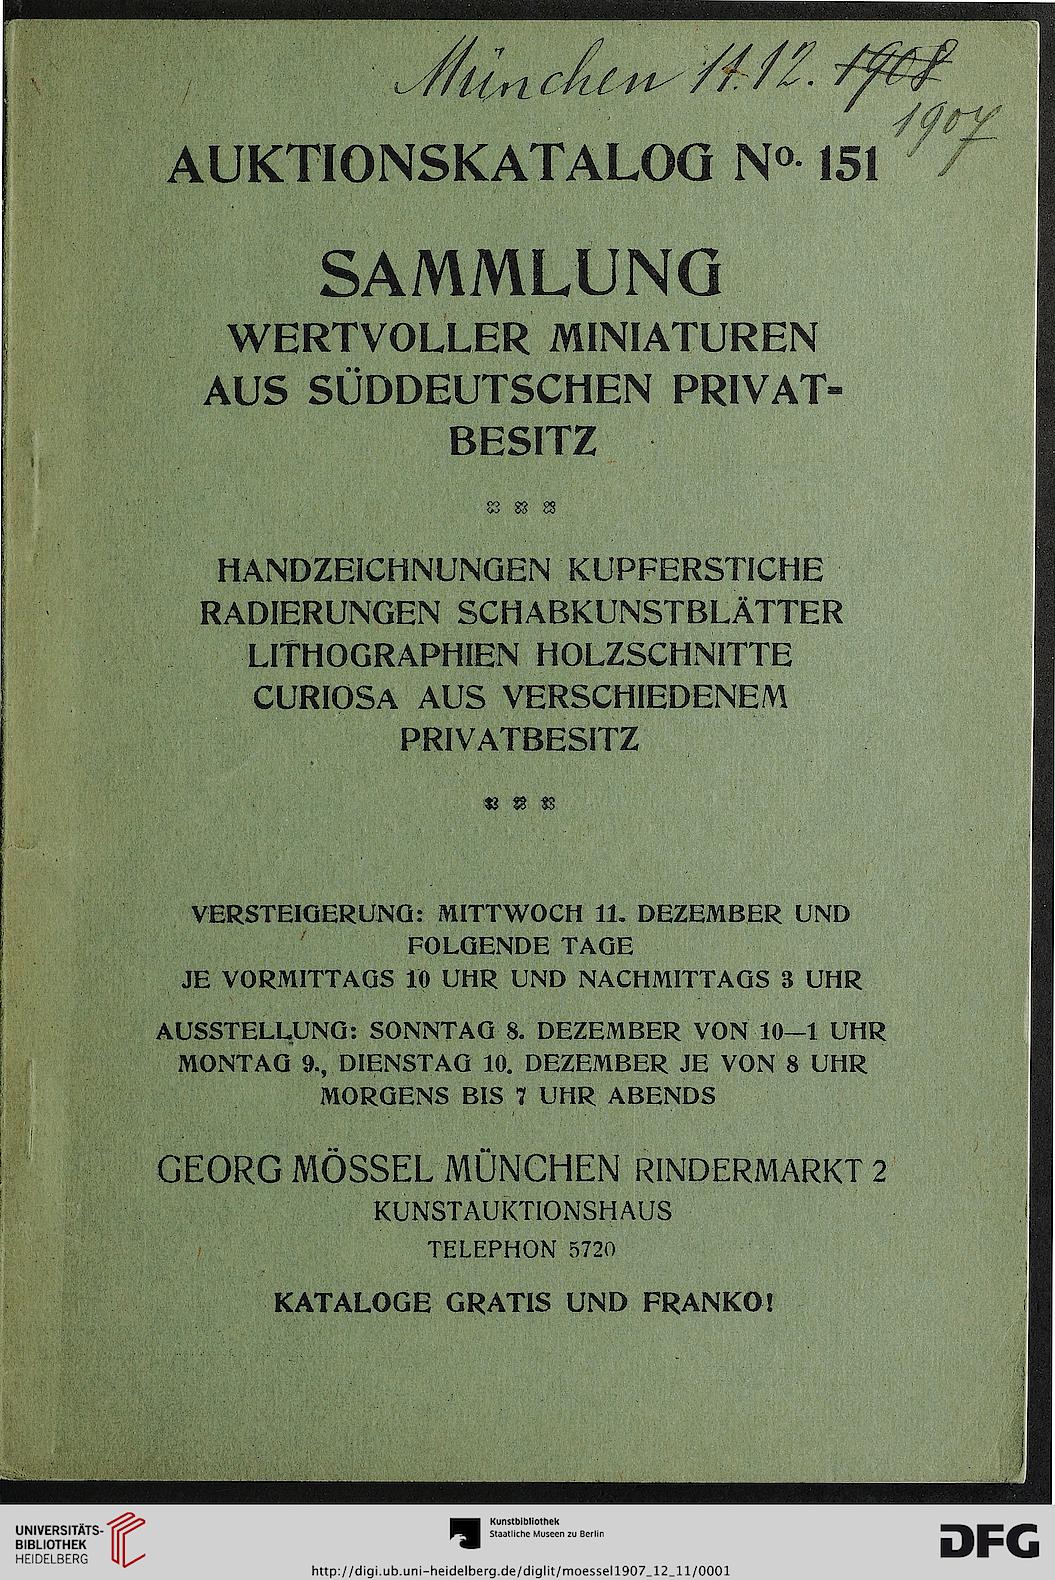 München 11.12. 1908
1907
AUKTIONSKATALOG No. 151
SAMMLUNG
WERTVOLLER MINIATUREN
AUS SÜDDEUTSCHEN PRIVAT-
BESITZ
HANDZEICHNUNGEN KUPFERSTICHE
RADIERUNGEN SCHABKUNSTBLÄTTER
LITHOGRAPHIEN HOLZSCHNITTE
CURIOSA AUS VERSCHIEDENEM
PRIVATBESITZ
VERSTEIGERUNG: MITTWOCH 11. DEZEMBER UND
FOLGENDE TAGE
JE VORMITTAGS 10 UHR UND NACHMITTAGS 3 UHR
AUSSTELLUNG: SONNTAG 8. DEZEMBER VON 10—1 UHR
MONTAG 9., DIENSTAG 10. DEZEMBER JE VON 8 UHR
MORGENS BIS 7 UHR ABENDS
GEORG MÖSSEL MÜNCHEN RINDERMARKT 2
KUNSTAUKTIONSHAUS
TELEPHON 5720
KATALOGE GRATIS UND FRANKO!
UNIVERSITÄTS-
BIBLIOTHEK
HEIDELBERG
Kunstbibliothek
Staatliche Museen zu Berlin
DFG
http://digi.ub.uni-heidelberg.de/diglit/moessel1907_12_11/0001